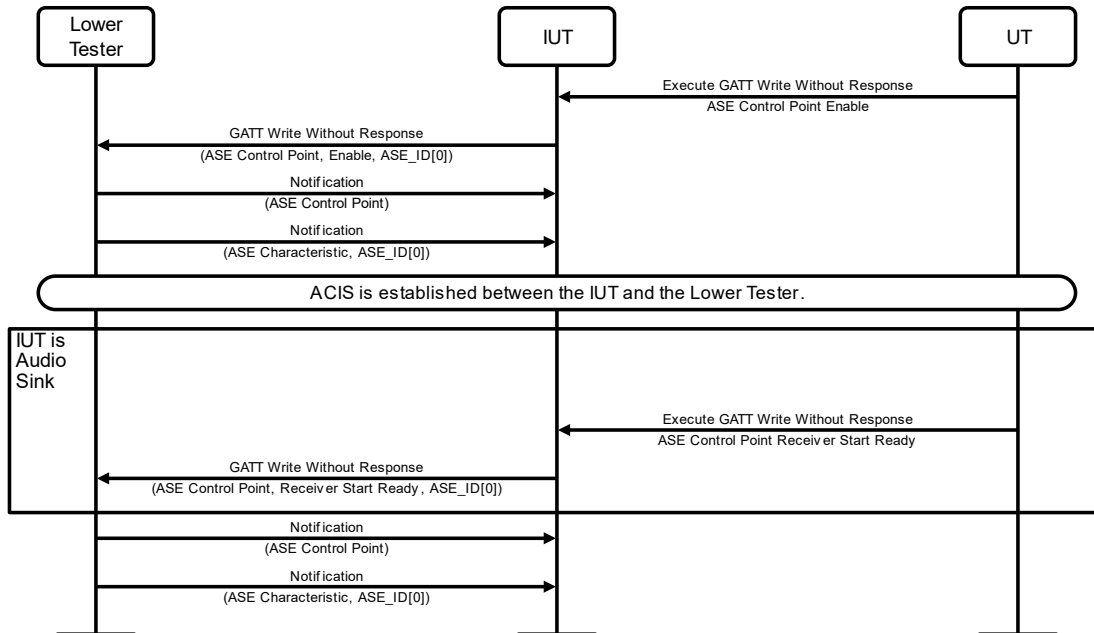 Lower
Tester
IUT
UT
Execute GATT Write Without Response
ASE Control Point Enable
GATT Write Without Response
(ASE Control Point, Enable, ASE_ID[0])
Notification
(ASE Control Point)
Notification
(ASE Characteristic, ASE_ID[0])
ACIS is established between the IUT and the Lower Tester.
IUT is
Audio
Sink
Execute GATT Write Without Response
ASE Control Point Receiver Start Ready
GATT Write Without Response
(ASE Control Point, Receiver Start Ready, ASE_ID[0])
Notification
(ASE Control Point)
Notification
(ASE Characteristic, ASE_ID[0])